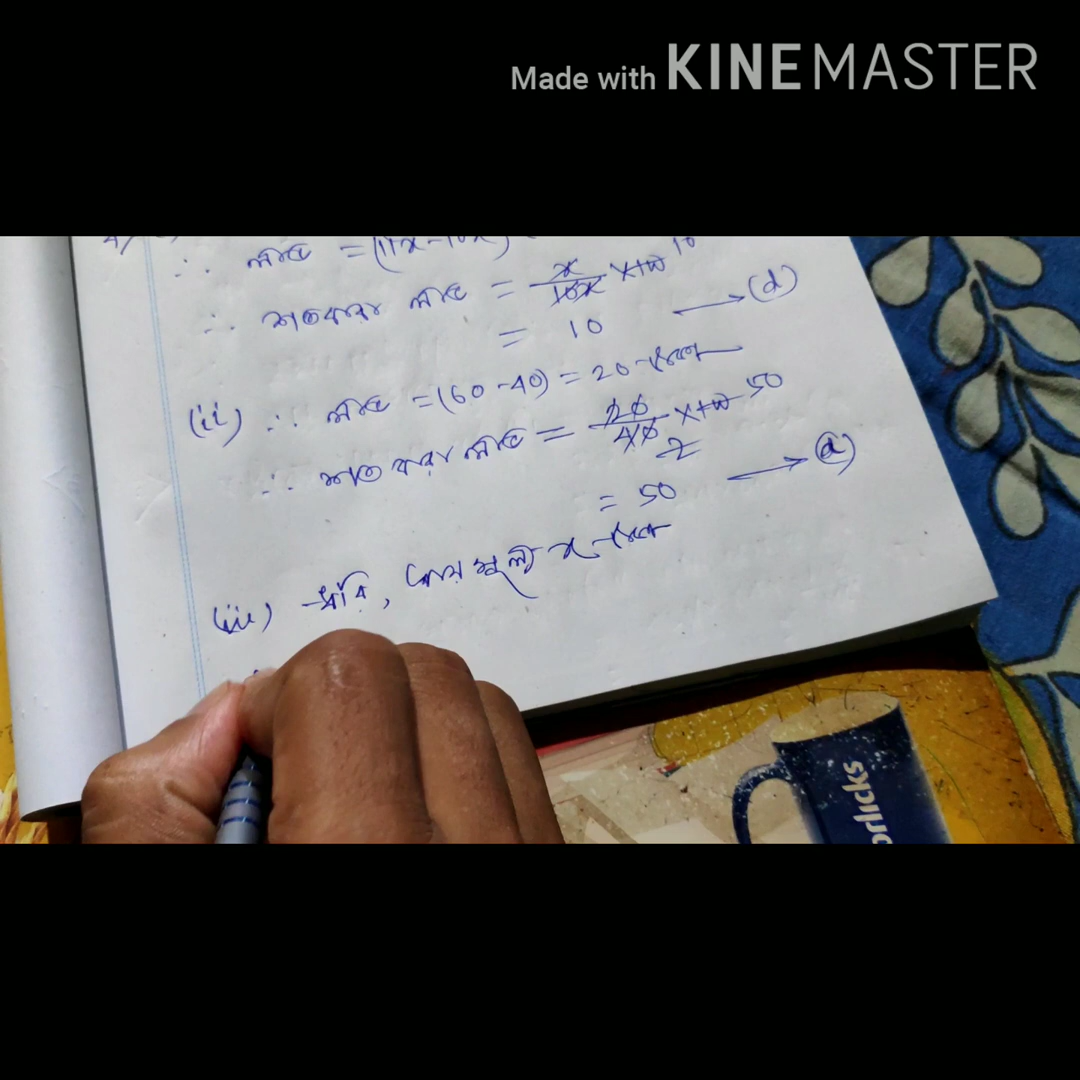 Made with KINEMASTER
∴ লাভ = (11x - 10x)
∴ শতকরা লাভ = x/10x × 100 10
= 10 → (d)
(ii) ∴ লাভ = (60 - 40) = 20 টাকা
∴ শতকরা লাভ = 20/40 2 × 100 50
= 50 → (a)
(iii) ধরি, ক্রয়মূল্য x টাকা
orlicks